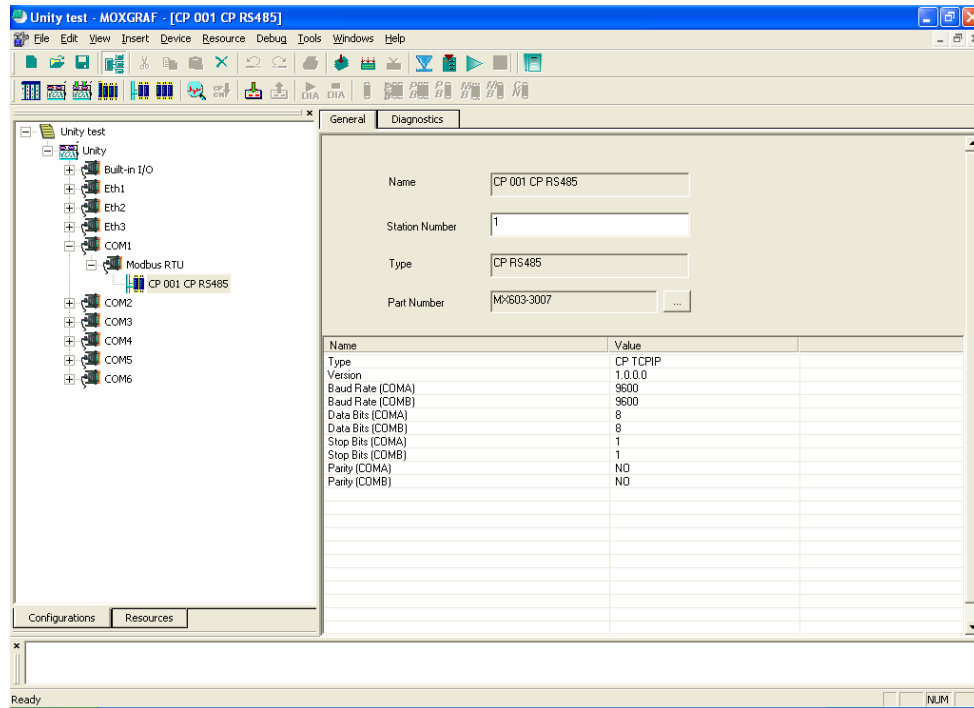 Unity test - MOXGRAF - [CP 001 CP RS485]
File Edit View Insert Device Resource Debug Tools Windows Help
Unity test
Unity
Built-in I/O
Eth1
Eth2
Eth3
COM1
Modbus RTU
CP 001 CP RS485
COM2
COM3
COM4
COM5
COM6
Configurations Resources
General Diagnostics
Name CP 001 CP RS485
Station Number 1
Type CP RS485
Part Number MX603-3007 ...
Name Value
Type CP TCPIP
Version 1.0.0.0
Baud Rate (COMA) 9600
Baud Rate (COMB) 9600
Data Bits (COMA) 8
Data Bits (COMB) 8
Stop Bits (COMA) 1
Stop Bits (COMB) 1
Parity (COMA) NO
Parity (COMB) NO
Ready NUM